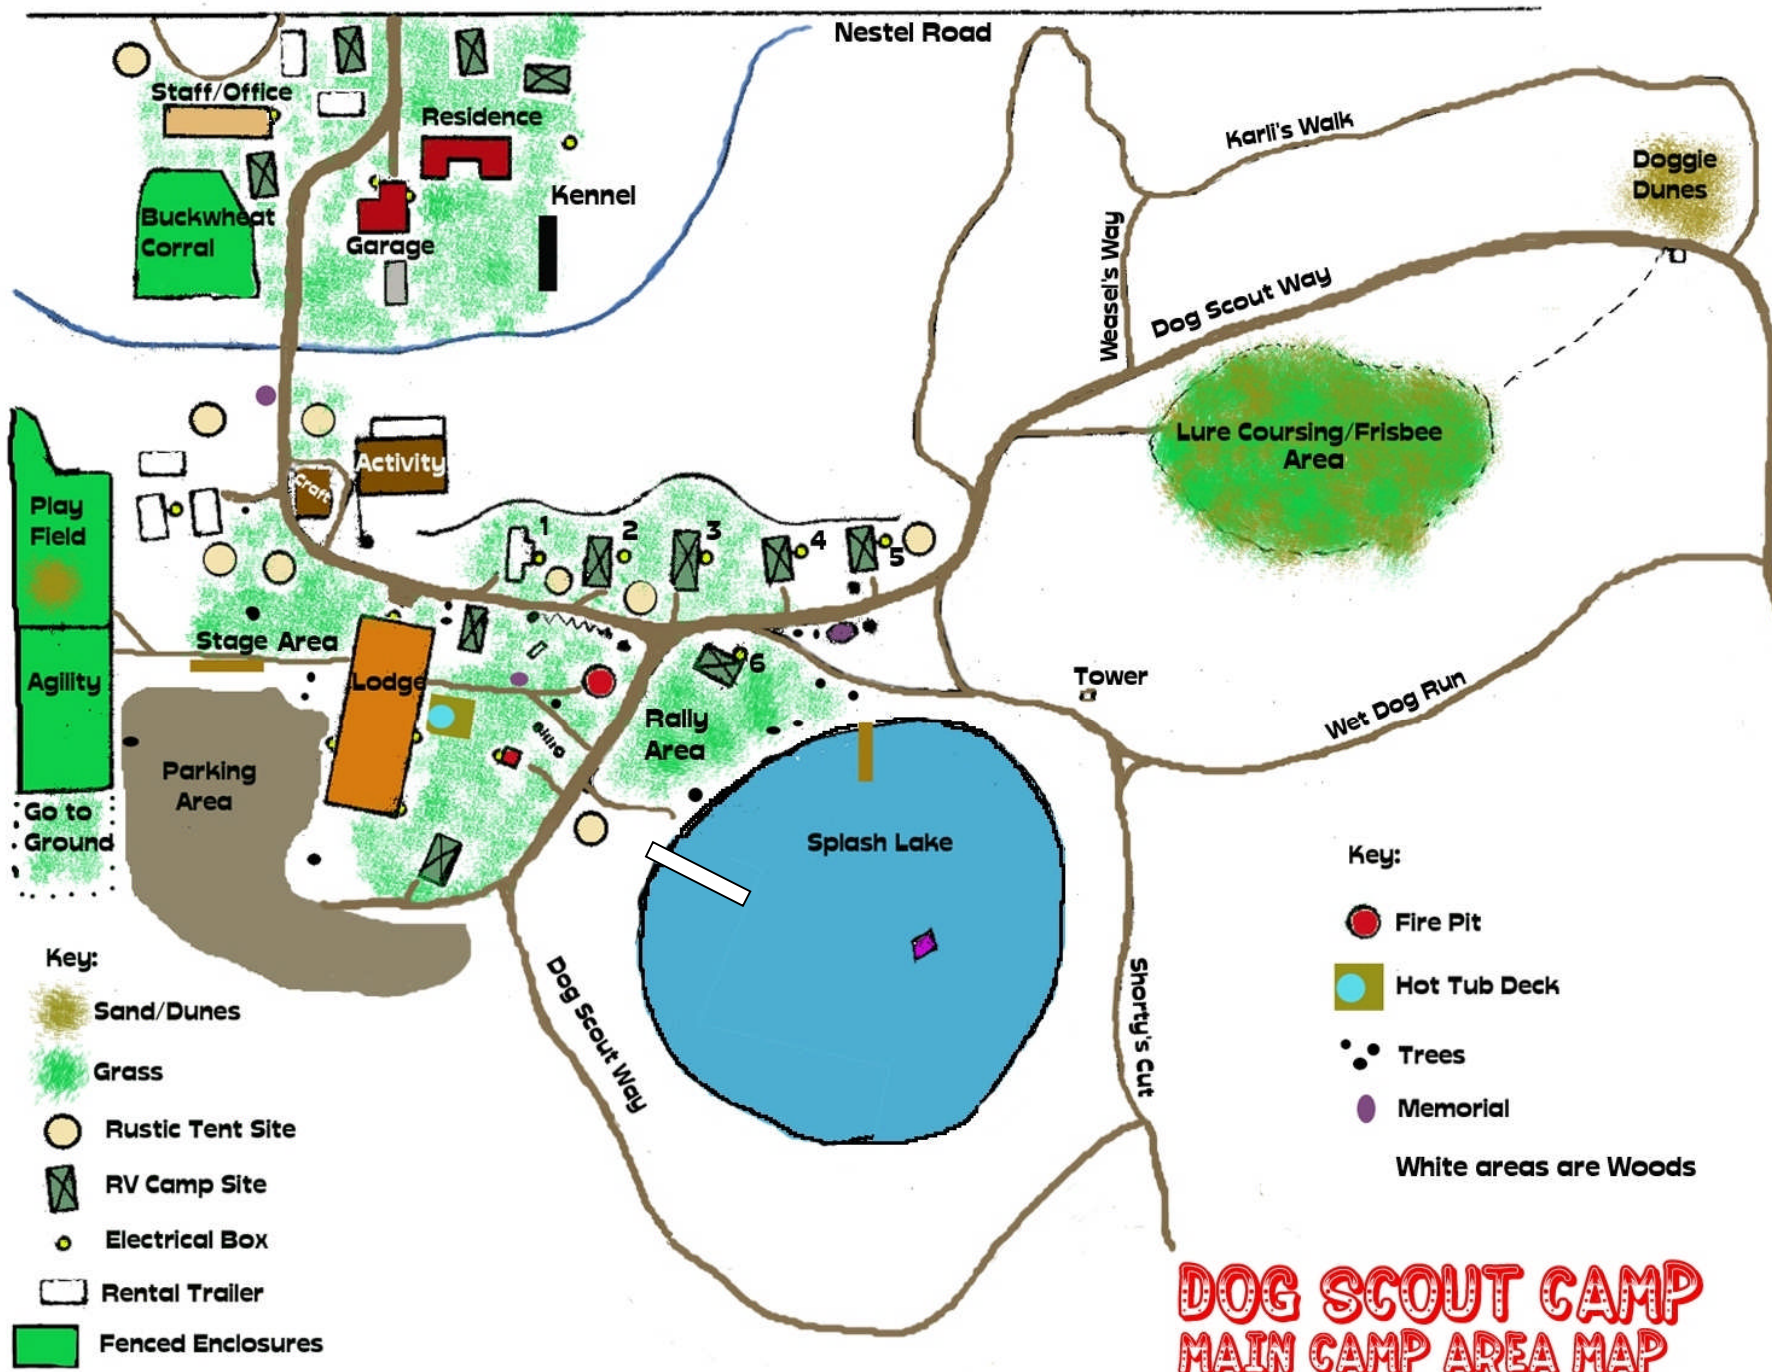 Nestel Road
Staff/Office
Residence
Kennel
Buckwheat
Corral
Garage
Karli's Walk
Doggie
Dunes
Weasel's Way
Dog Scout Way
Lure Coursing/Frisbee
Area
Activity
Craft
Play
Field
1
2
3
4
5
6
Stage Area
Agility
Lodge
Rally
Area
Tower
Wet Dog Run
Parking
Area
Go to
Ground
Splash Lake
Dog Scout Way
Shorty's Cut
Key:
Sand/Dunes
Grass
Rustic Tent Site
RV Camp Site
Electrical Box
Rental Trailer
Fenced Enclosures
Key:
Fire Pit
Hot Tub Deck
Trees
Memorial
White areas are Woods
DOG SCOUT CAMP
MAIN CAMP AREA MAP